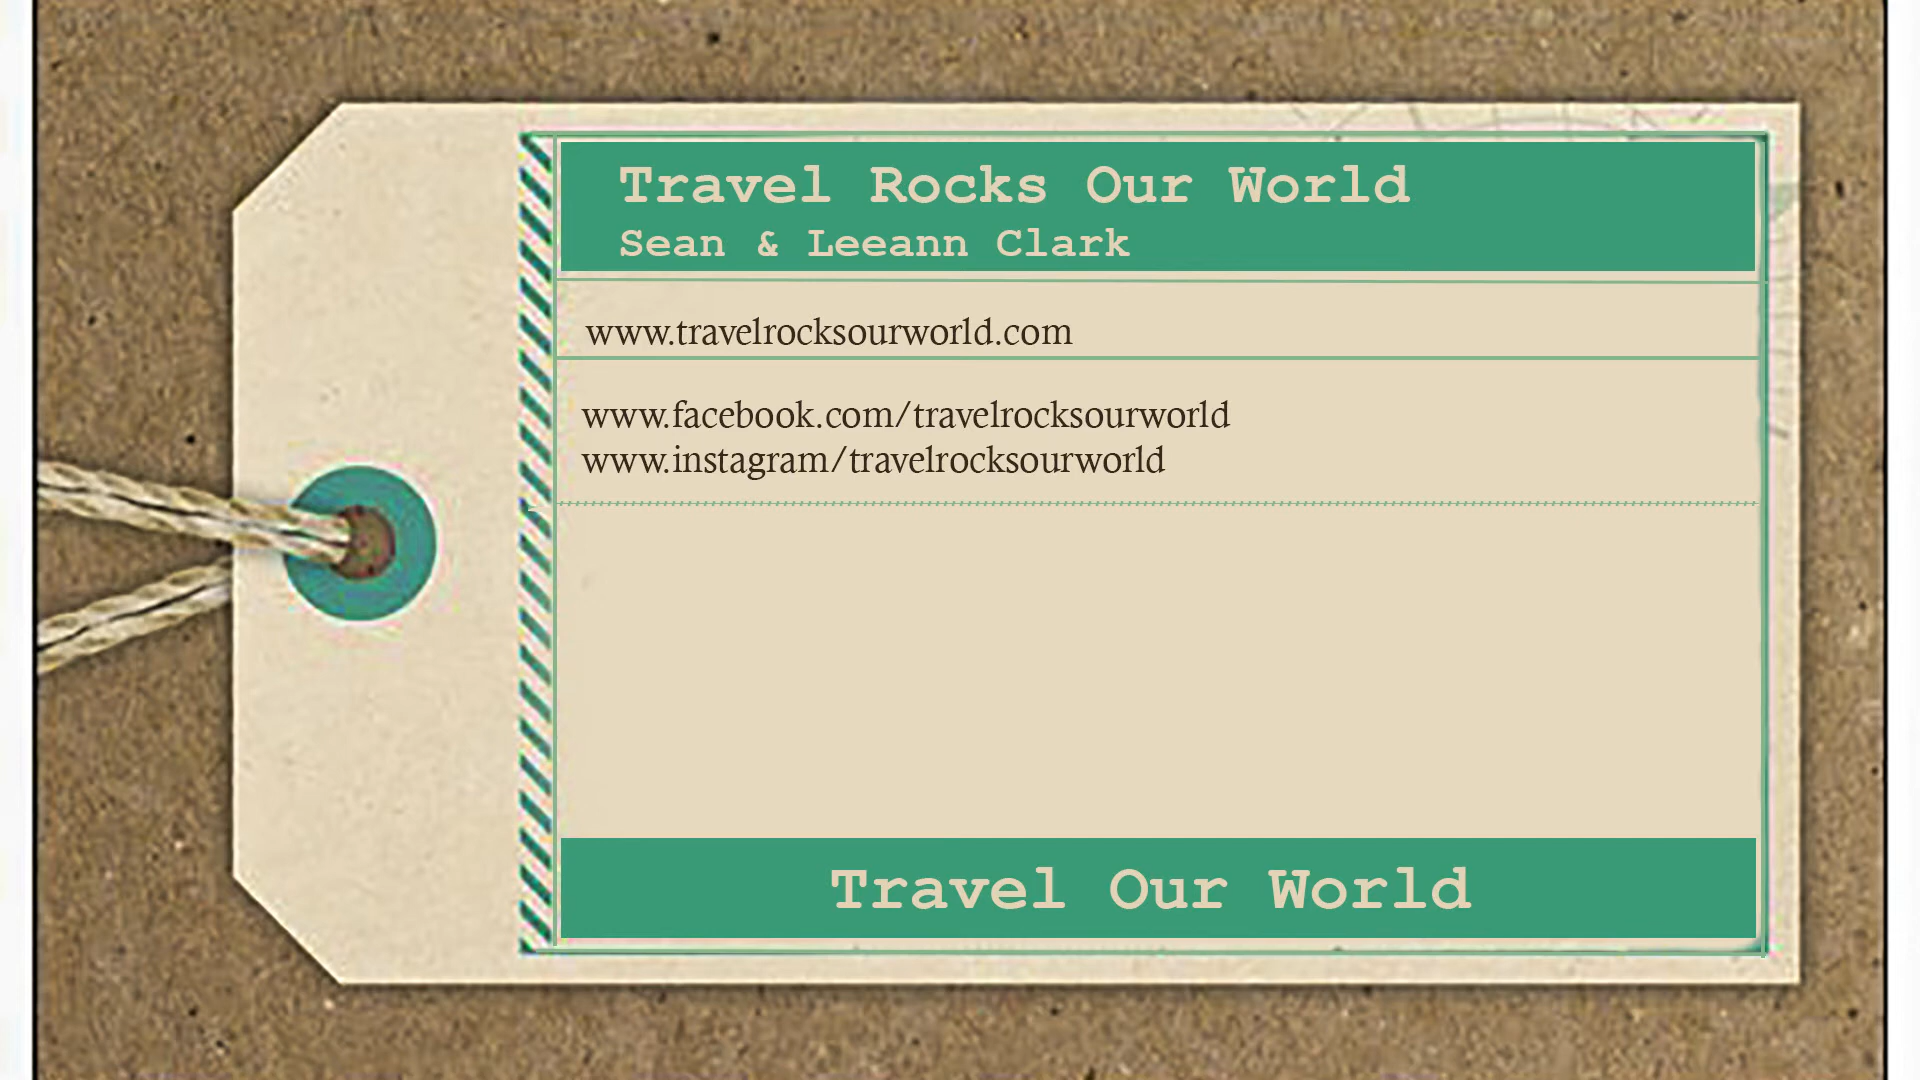 Travel Rocks Our World
Sean & Leeann Clark
www.travelrocksourworld.com
www.facebook.com/travelrocksourworld
www.instagram/travelrocksourworld
Travel Our World